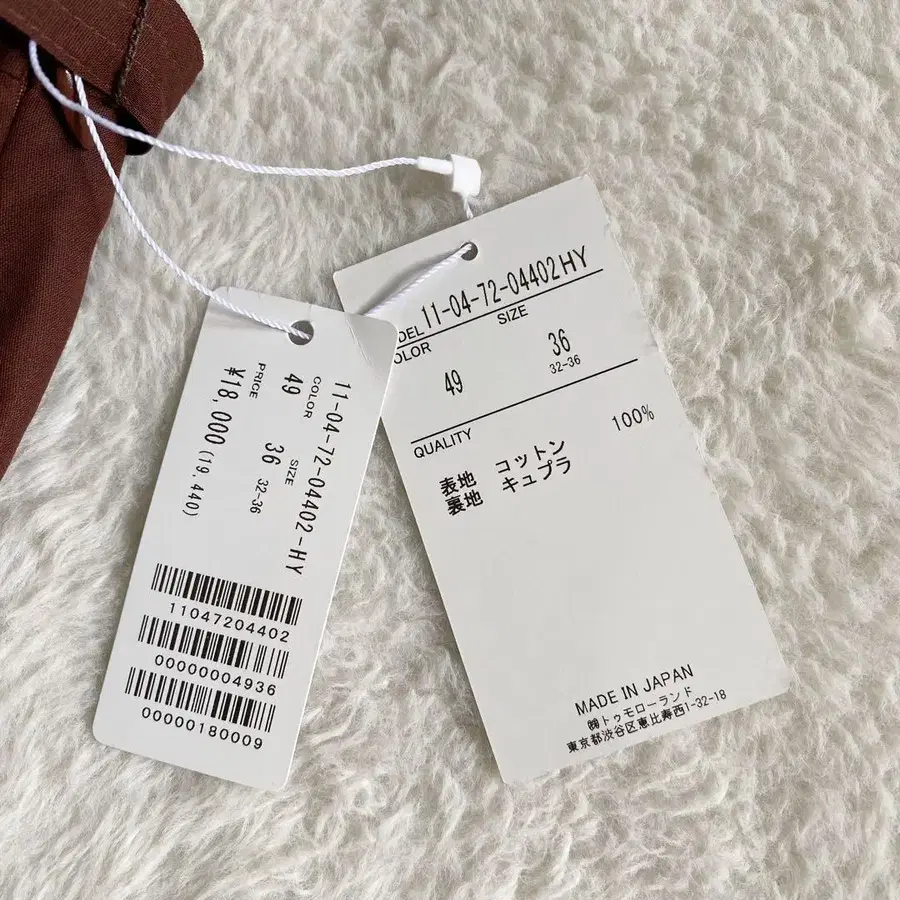 11-04-72-04402-HY
COLOR SIZE
49 36 32-36
PRICE
¥18,000 (19,440)
11047204402
00000004936
00000180009
DEL 11-04-72-04402HY
OLOR SIZE
49 36
32-36
QUALITY
表地 コットン 100%
裏地 キュプラ
MADE IN JAPAN
㈱トゥモローランド
東京都渋谷区恵比寿西1-32-18